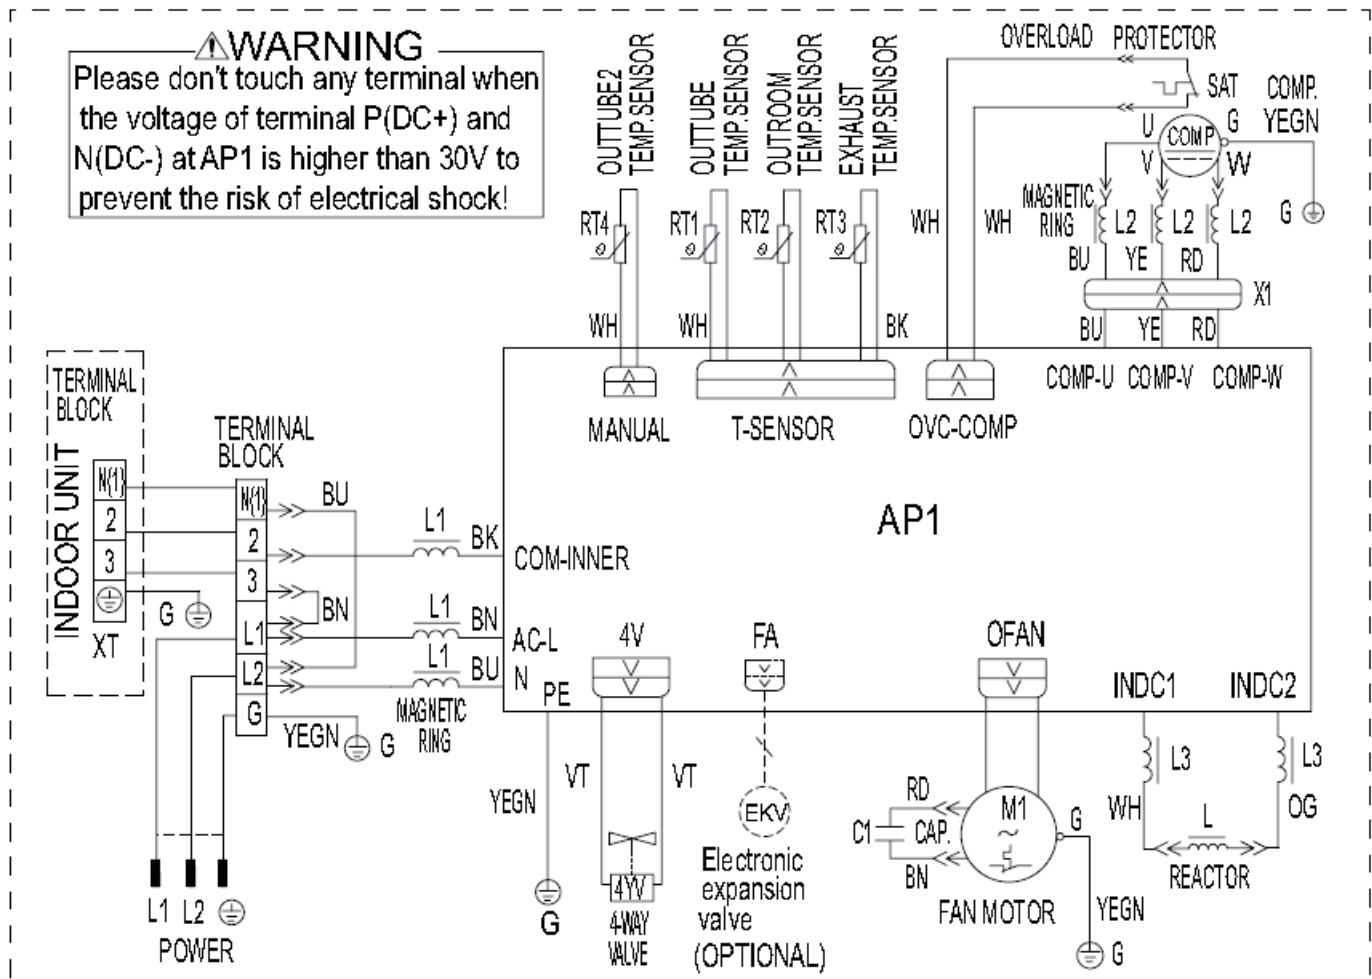 WARNING
Please don't touch any terminal when
the voltage of terminal P(DC+) and
N(DC-) at AP1 is higher than 30V to
prevent the risk of electrical shock!
OUTTUBE2
TEMP.SENSOR
OUTTUBE
TEMP.SENSOR
OUTROOM
TEMP.SENSOR
EXHAUST
TEMP.SENSOR
OVERLOAD PROTECTOR
SAT
COMP.
YEGN
U
V
COMP
G
W
G
RT4
θ
RT1
θ
RT2
θ
RT3
θ
WH
WH
MAGNETIC
RING
L2
L2
L2
BU
YE
RD
X1
WH
WH
BK
BU
YE
RD
COMP-U
COMP-V
COMP-W
MANUAL
T-SENSOR
OVC-COMP
AP1
TERMINAL
BLOCK
INDOOR UNIT
N(1)
2
3
XT
G
TERMINAL
BLOCK
N(1)
2
3
L1
L2
G
BU
BN
YEGN
G
L1
BK
COM-INNER
L1
BN
AC-L
L1
BU
N
MAGNETIC
RING
PE
4V
FA
OFAN
INDC1
INDC2
YEGN
G
VT
VT
4YV
4-WAY
VALVE
EKV
Electronic
expansion
valve
(OPTIONAL)
RD
C1
CAP.
BN
M1
~
G
FAN MOTOR
YEGN
G
L3
WH
L3
OG
L
REACTOR
L1
L2
POWER